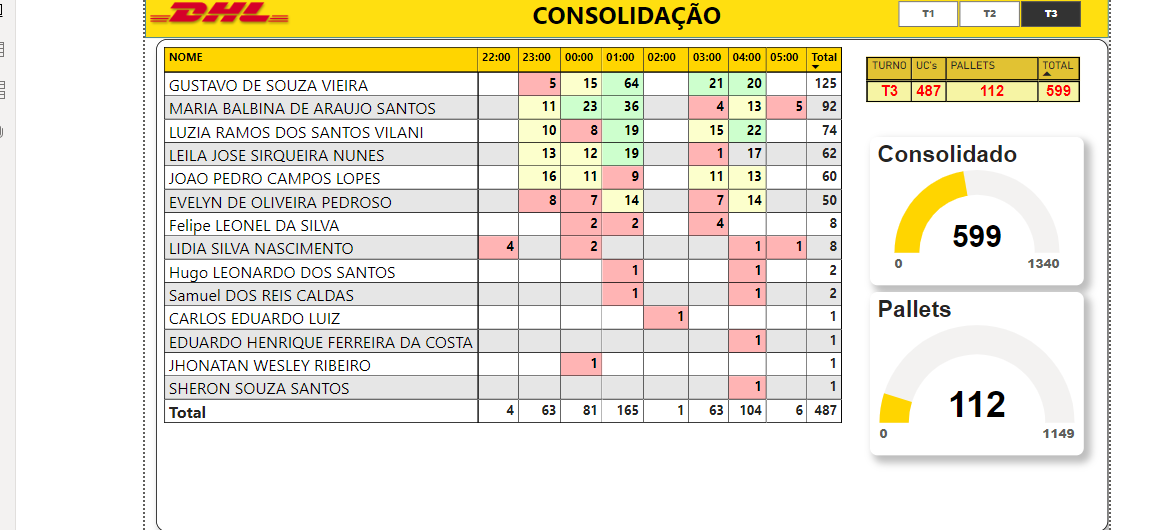 DHL CONSOLIDAÇÃO T1 T2 T3
NOME 22:00 23:00 00:00 01:00 02:00 03:00 04:00 05:00 Total
GUSTAVO DE SOUZA VIEIRA 5 15 64 21 20 125
MARIA BALBINA DE ARAUJO SANTOS 11 23 36 4 13 5 92
LUZIA RAMOS DOS SANTOS VILANI 10 8 19 15 22 74
LEILA JOSE SIRQUEIRA NUNES 13 12 19 1 17 62
JOAO PEDRO CAMPOS LOPES 16 11 9 11 13 60
EVELYN DE OLIVEIRA PEDROSO 8 7 14 7 14 50
Felipe LEONEL DA SILVA 2 2 4 8
LIDIA SILVA NASCIMENTO 4 2 1 1 8
Hugo LEONARDO DOS SANTOS 1 1 2
Samuel DOS REIS CALDAS 1 1 2
CARLOS EDUARDO LUIZ 1 1
EDUARDO HENRIQUE FERREIRA DA COSTA 1 1
JHONATAN WESLEY RIBEIRO 1 1
SHERON SOUZA SANTOS 1 1
Total 4 63 81 165 1 63 104 6 487
TURNO UC's PALLETS TOTAL
T3 487 112 599
Consolidado
599
0 1340
Pallets
112
0 1149